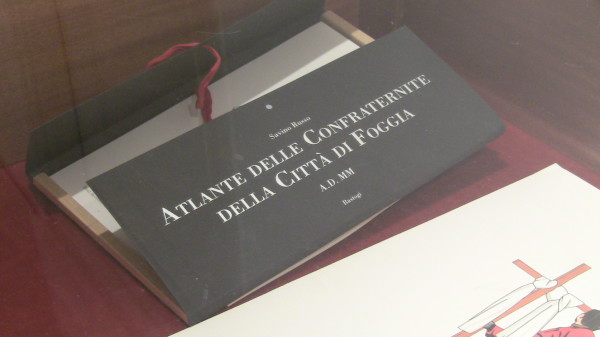 Savino Russo
ATLANTE DELLE CONFRATERNITE
DELLA CITTÀ DI FOGGIA
A.D. MM
Bastogi